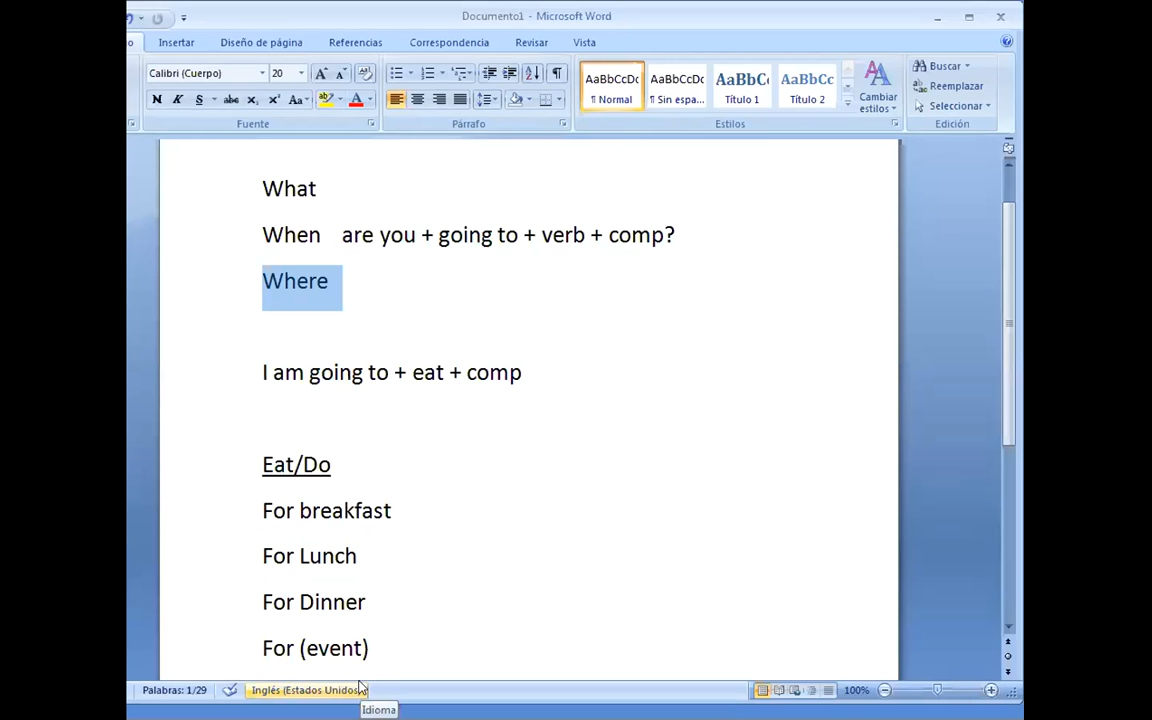 Documento1 - Microsoft Word
Insertar Diseño de página Referencias Correspondencia Revisar Vista
Calibri (Cuerpo) 20
AaBbCcDc AaBbCcDc AaBbC AaBbCc
¶ Normal ¶ Sin espa... Título 1 Título 2
Cambiar estilos
Buscar
Reemplazar
Seleccionar
Fuente Párrafo Estilos Edición
What
When are you + going to + verb + comp?
Where
I am going to + eat + comp
Eat/Do
For breakfast
For Lunch
For Dinner
For (event)
Palabras: 1/29 Inglés (Estados Unidos) 100%
Idioma